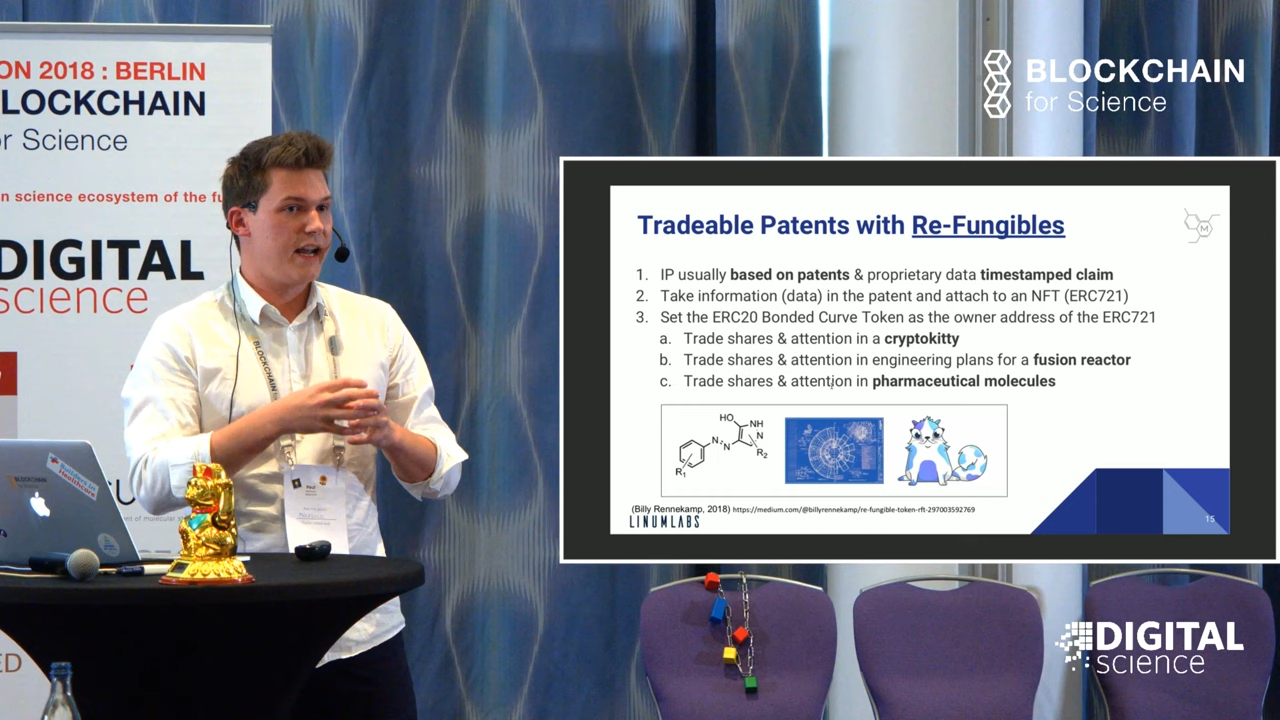 ON 2018 : BERLIN
LOCKCHAIN
or Science
n science ecosystem of the fu
DIGITAL
science
BLOCKCHAIN
for Science
Tradeable Patents with Re-Fungibles
M
1. IP usually based on patents & proprietary data timestamped claim
2. Take information (data) in the patent and attach to an NFT (ERC721)
3. Set the ERC20 Bonded Curve Token as the owner address of the ERC721
a. Trade shares & attention in a cryptokitty
b. Trade shares & attention in engineering plans for a fusion reactor
c. Trade shares & attention in pharmaceutical molecules
HO
NH
N
N
N
R1
R2
(Billy Rennekamp, 2018) https://medium.com/@billyrennekamp/re-fungible-token-rft-297003592769
LINUMLABS
15
BLOCKCHAIN
Paul
Healthcare
BLOCKCHAIN
ED
DIGITAL
science